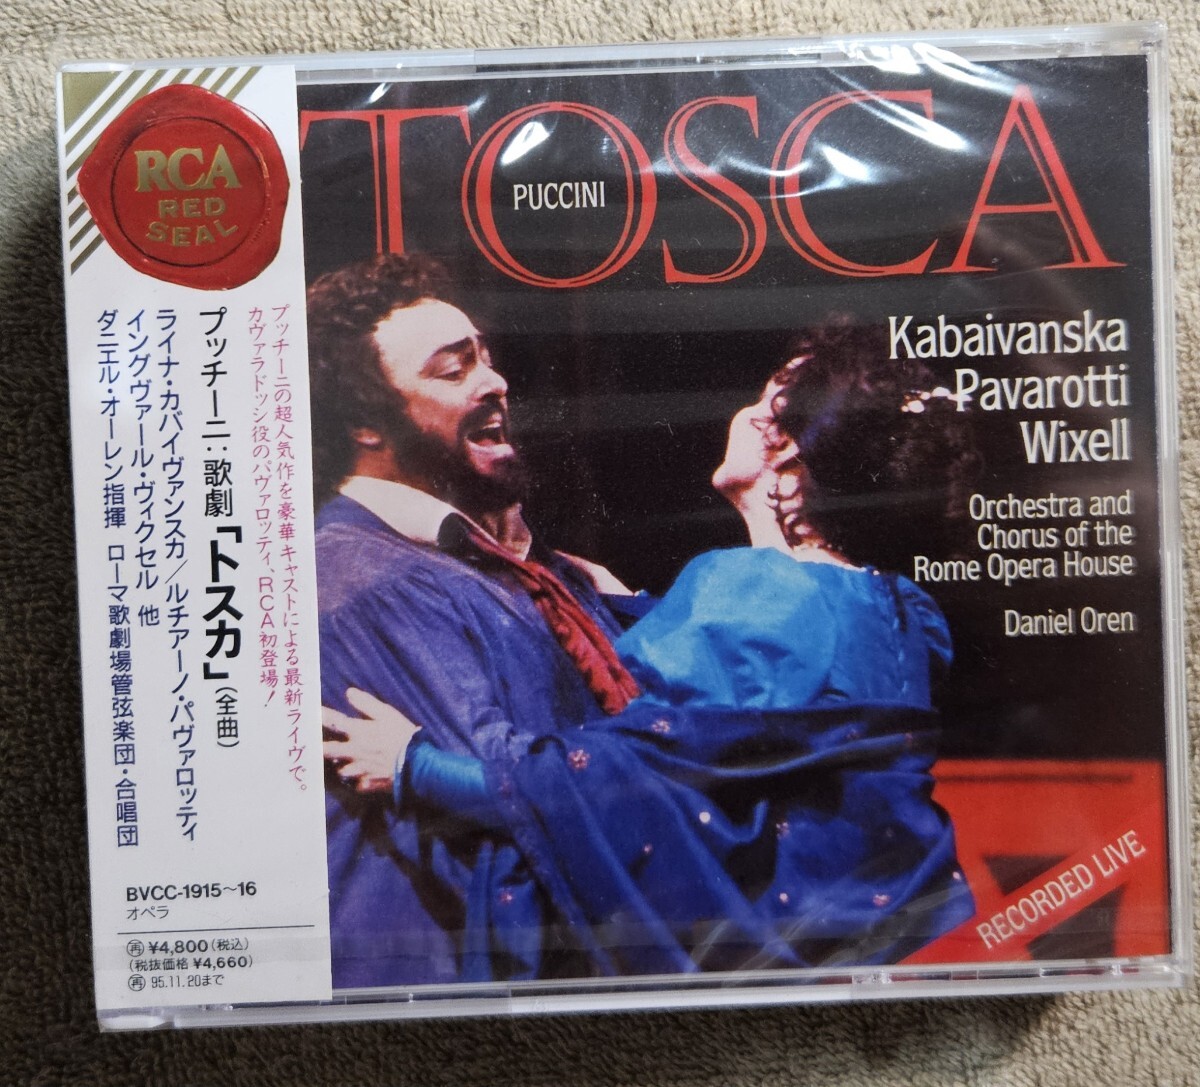 RCA
RED
SEAL
プッチーニの超人気作を豪華キャストによる最新ライヴで。
カヴァラドッシ役のパヴァロッティ、RCA初登場!
プッチーニ:歌劇「トスカ」(全曲)
ライナ・カバイヴァンスカ/ルチアーノ・パヴァロッティ
イングヴァール・ヴィクセル 他
ダニエル・オーレン指揮 ローマ歌劇場管弦楽団・合唱団
BVCC-1915~16
オペラ
再 ¥4,800(税込)
(税抜価格 ¥4,660)
再 95.11.20まで
TOSCA
PUCCINI
Kabaivanska
Pavarotti
Wixell
Orchestra and
Chorus of the
Rome Opera House
Daniel Oren
RECORDED LIVE